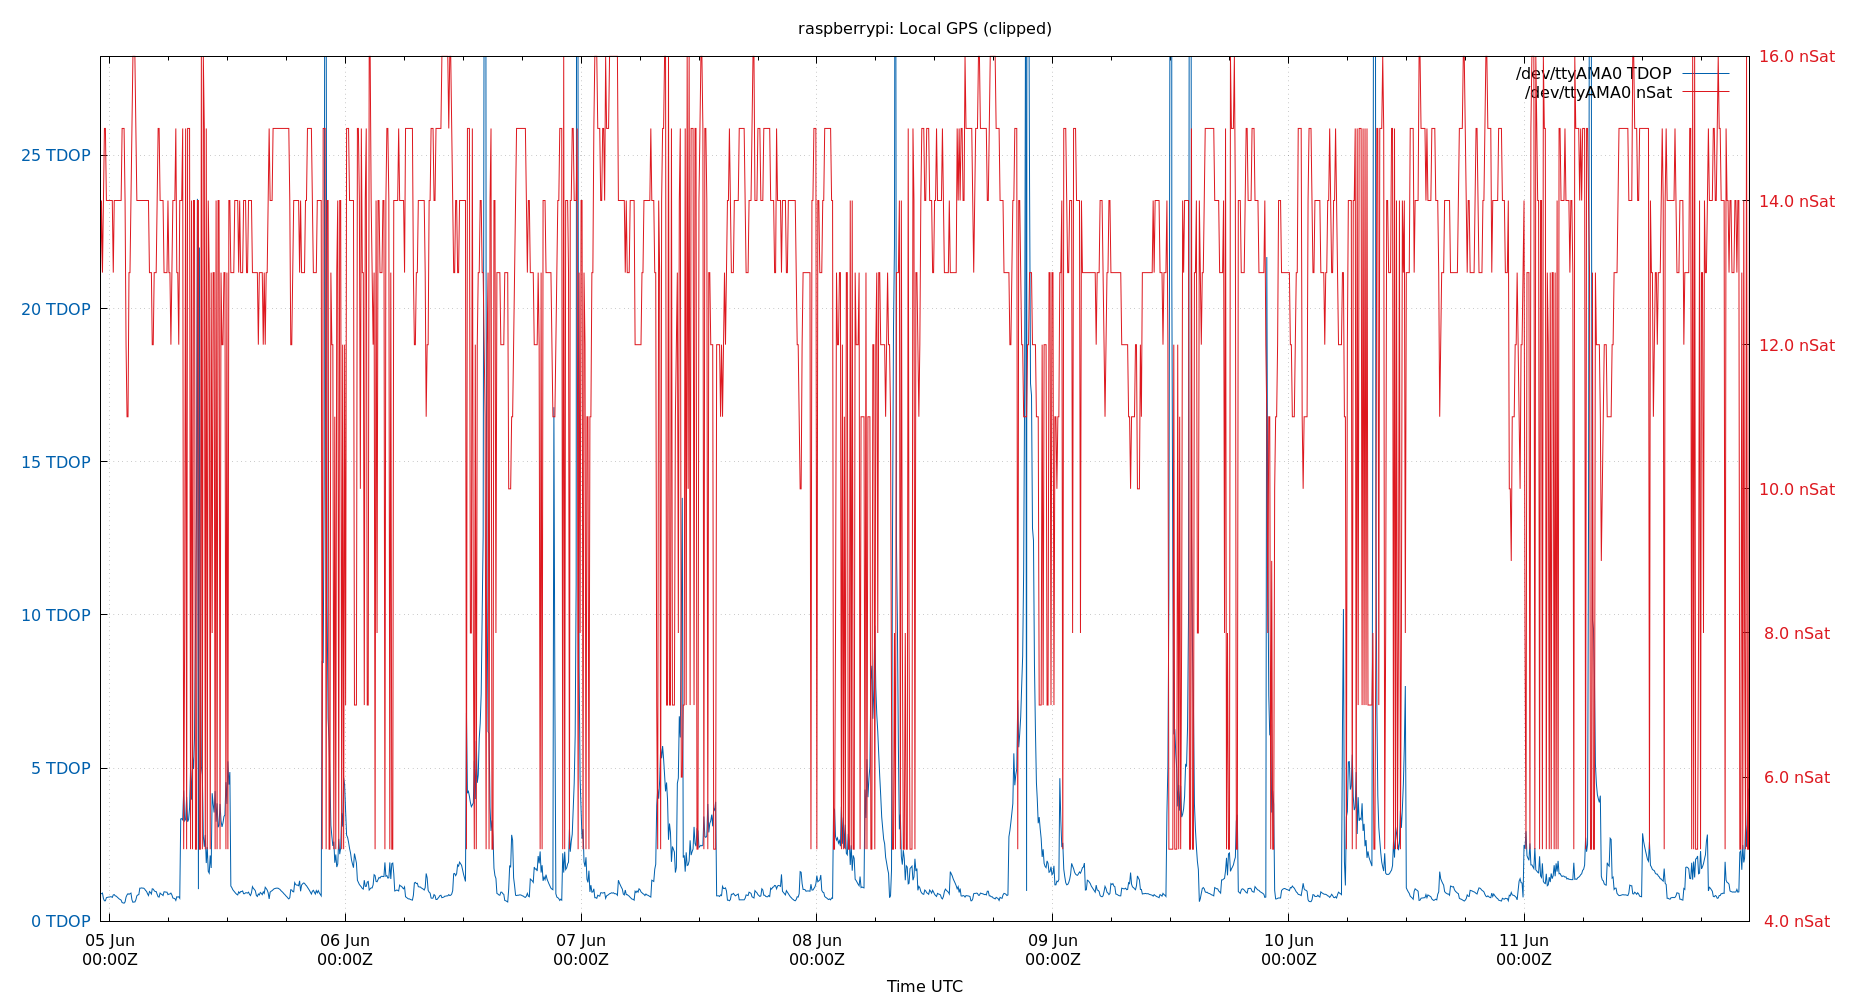 raspberrypi: Local GPS (clipped)
/dev/ttyAMA0 TDOP
/dev/ttyAMA0 nSat
25 TDOP
20 TDOP
15 TDOP
10 TDOP
5 TDOP
0 TDOP
16.0 nSat
14.0 nSat
12.0 nSat
10.0 nSat
8.0 nSat
6.0 nSat
4.0 nSat
05 Jun
00:00Z
06 Jun
00:00Z
07 Jun
00:00Z
08 Jun
00:00Z
09 Jun
00:00Z
10 Jun
00:00Z
11 Jun
00:00Z
Time UTC